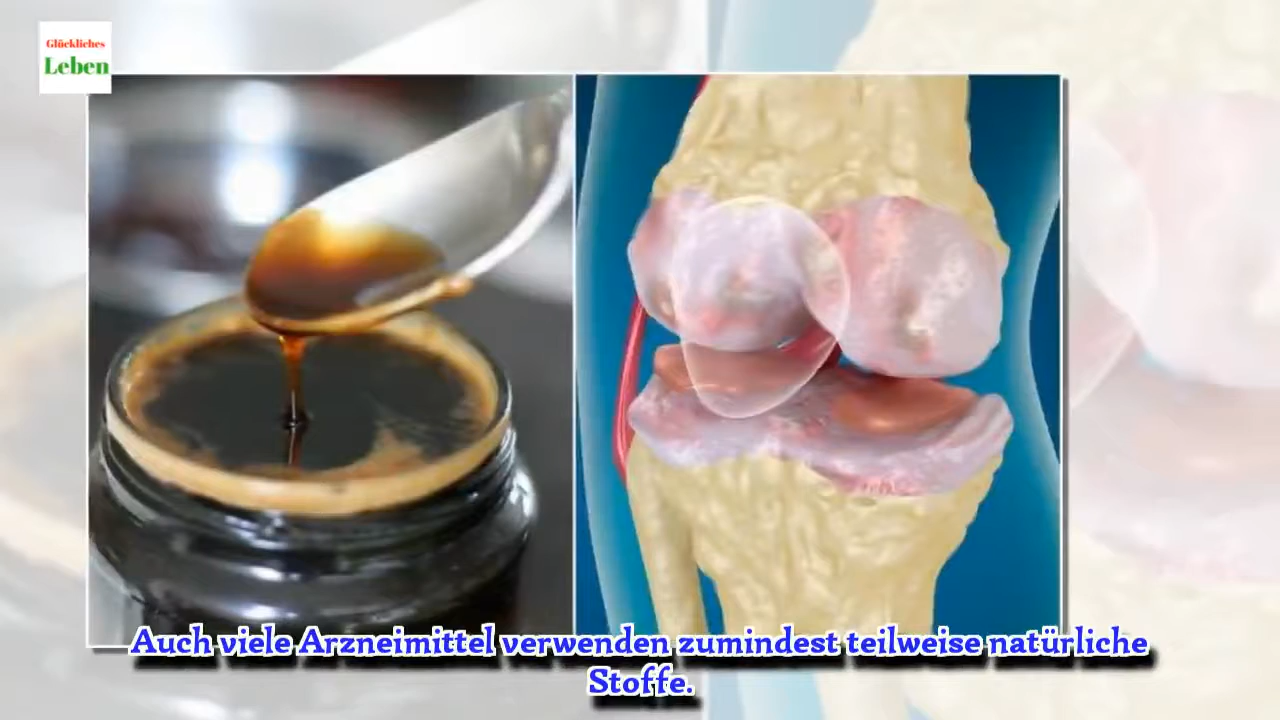 Glückliches
Leben
Auch viele Arzneimittel verwenden zumindest teilweise natürliche
Stoffe.